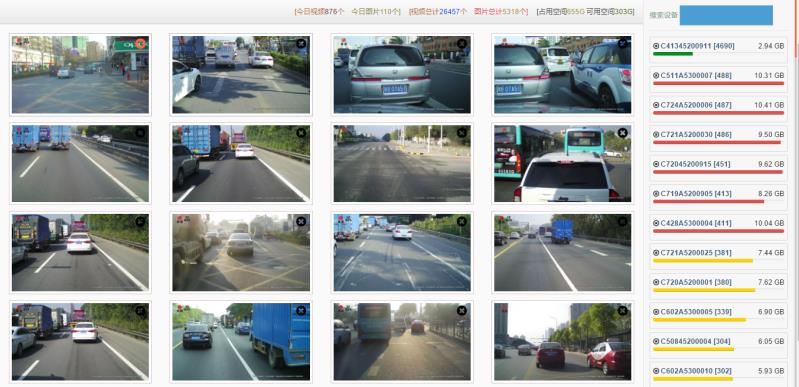 [今日视频876个 今日图片110个] [视频总计26457个 图片总计5318个] [占用空间655G 可用空间303G]
搜索设备
C41345200911 [4690] 2.94 GB
C511A5300007 [488] 10.31 GB
C724A5200006 [487] 10.41 GB
C721A5200030 [486] 9.50 GB
C72045200915 [451] 9.62 GB
C719A5200905 [413] 8.26 GB
C428A5300004 [411] 10.04 GB
C721A5200025 [381] 7.44 GB
C720A5200001 [380] 7.62 GB
C602A5300005 [339] 6.90 GB
C50845200004 [304] 6.05 GB
C602A5300010 [302] 5.93 GB